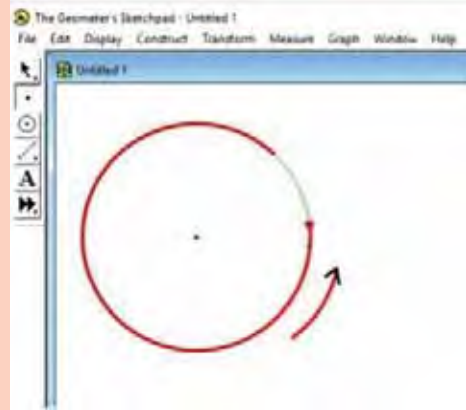 The Geometer's Sketchpad - Untitled 1
File Edit Display Construct Transform Measure Graph Window Help
Untitled 1
A